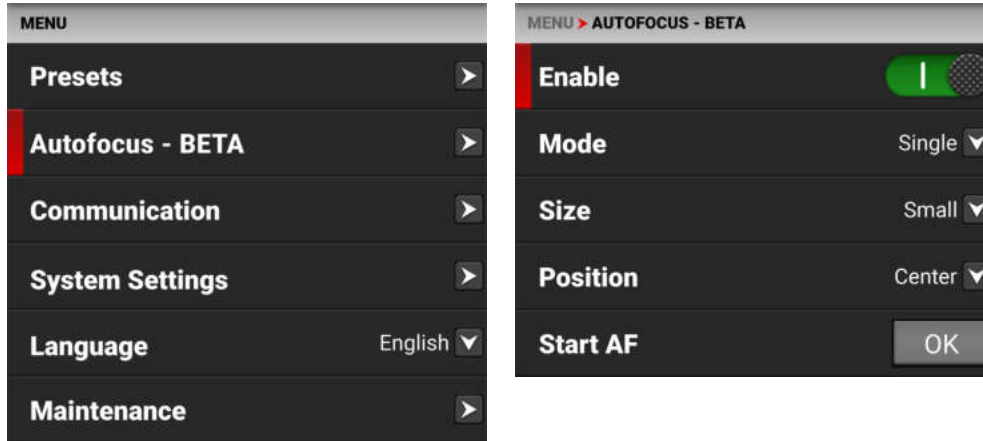 MENU
Presets
Autofocus - BETA
Communication
System Settings
Language English
Maintenance
MENU > AUTOFOCUS - BETA
Enable
Mode Single
Size Small
Position Center
Start AF OK